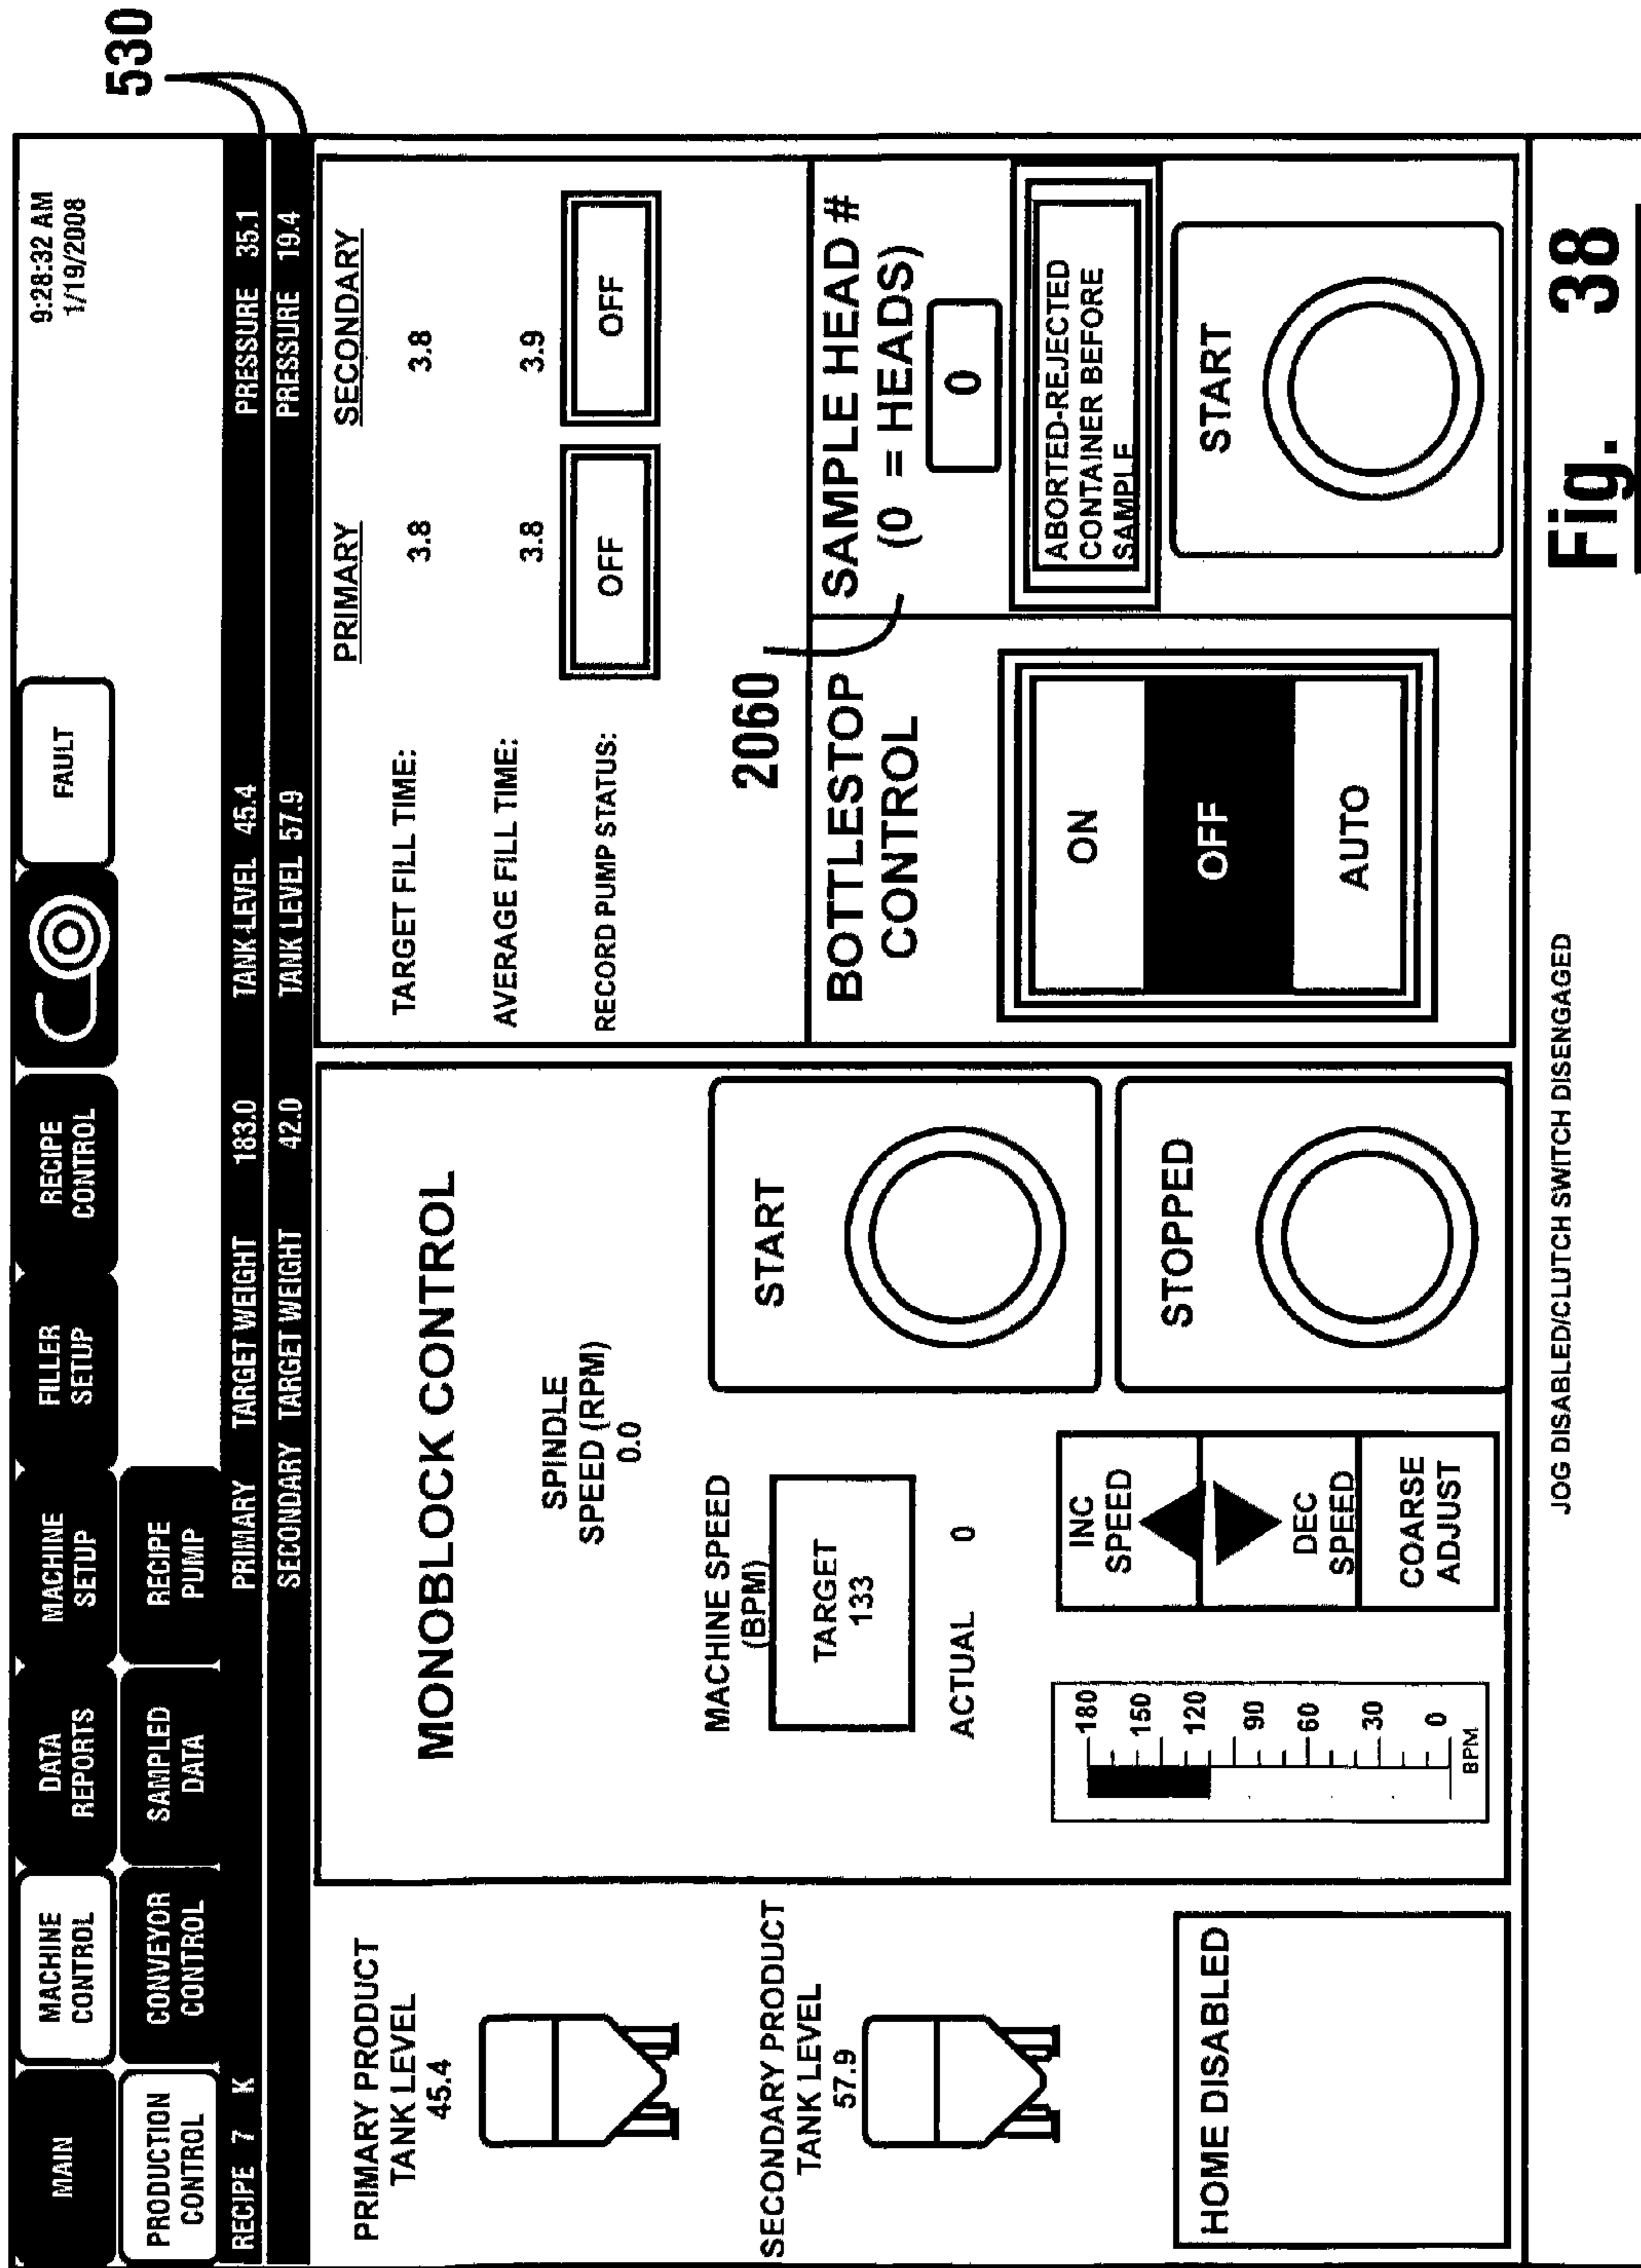 530
9:28:32 AM
1/19/2008
MAIN
MACHINE
CONTROL
DATA
REPORTS
MACHINE
SETUP
FILLER
SETUP
RECIPE
CONTROL
FAULT
PRODUCTION
CONTROL
CONVEYOR
CONTROL
SAMPLED
DATA
RECIPE
PUMP
RECIPE 7 K PRIMARY TARGET WEIGHT 183.0 TANK LEVEL 45.4 PRESSURE 35.1
SECONDARY TARGET WEIGHT 42.0 TANK LEVEL 57.9 PRESSURE 19.4
PRIMARY PRODUCT
TANK LEVEL
45.4
SECONDARY PRODUCT
TANK LEVEL
57.9
HOME DISABLED
MONOBLOCK CONTROL
SPINDLE
SPEED (RPM)
0.0
MACHINE SPEED
(BPM)
TARGET
133
ACTUAL 0
START
180
150
120
90
60
30
0
BPM
INC
SPEED
DEC
SPEED
COARSE
ADJUST
STOPPED
PRIMARY SECONDARY
TARGET FILL TIME: 3.8 3.8
AVERAGE FILL TIME: 3.8 3.9
RECORD PUMP STATUS: OFF OFF
2060
BOTTLESTOP
CONTROL
ON
OFF
AUTO
SAMPLE HEAD #
(0 = HEADS)
0
ABORTED-REJECTED
CONTAINER BEFORE
SAMPLE
START
JOG DISABLED/CLUTCH SWITCH DISENGAGED
Fig. 38